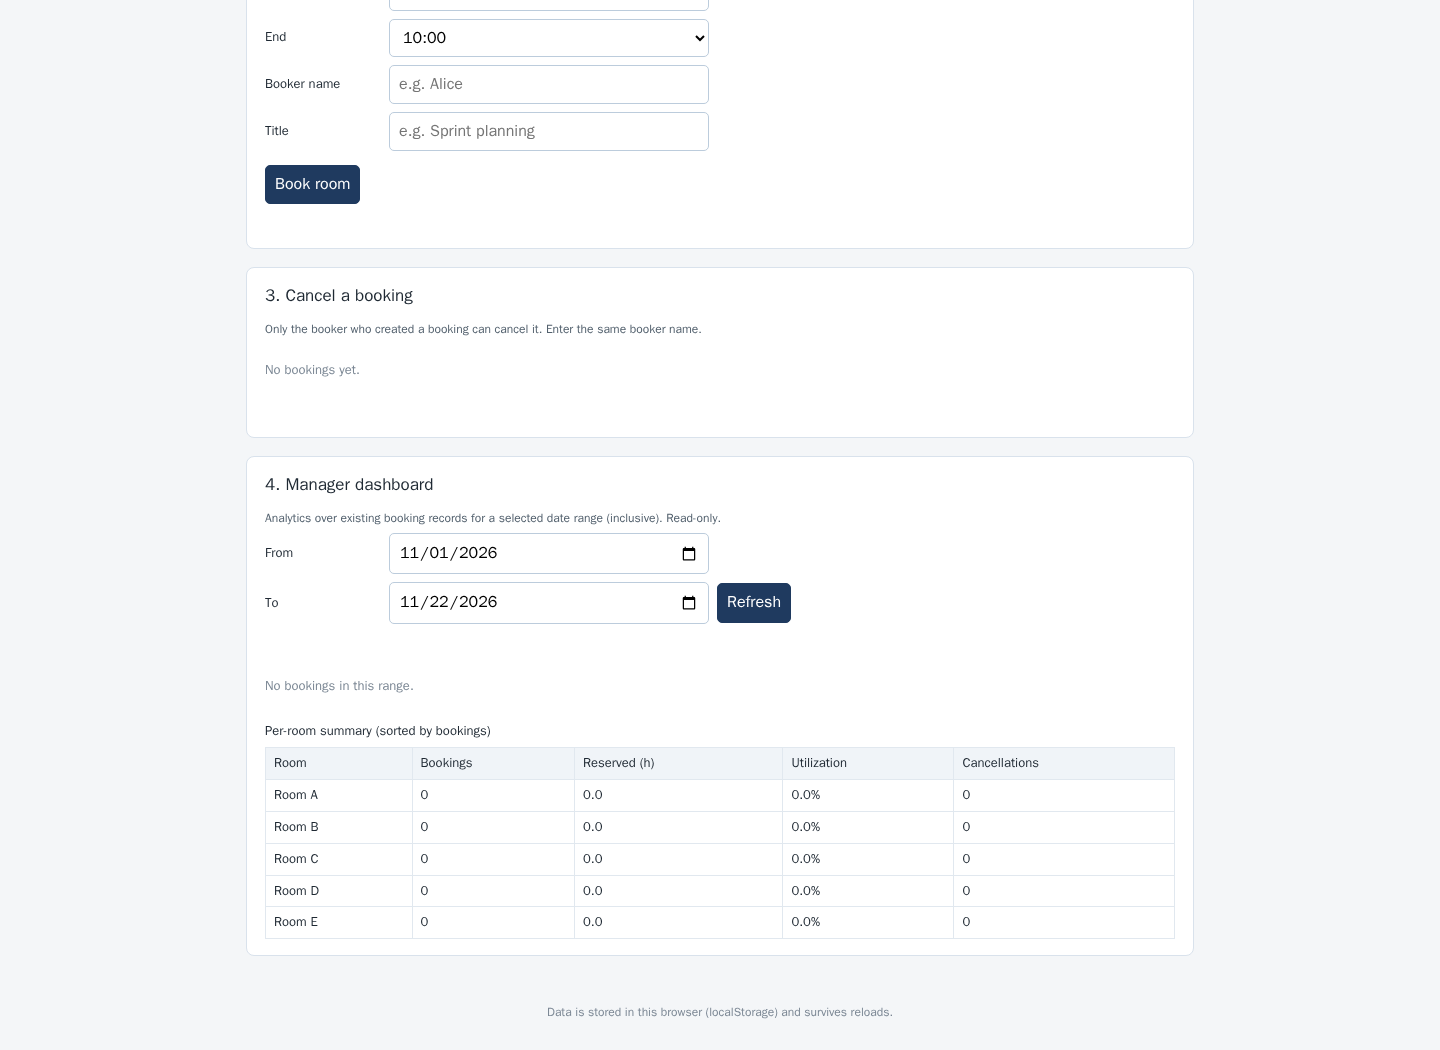 End
10:00
Booker name
e.g. Alice
Title
e.g. Sprint planning
Book room
3. Cancel a booking
Only the booker who created a booking can cancel it. Enter the same booker name.
No bookings yet.
4. Manager dashboard
Analytics over existing booking records for a selected date range (inclusive). Read-only.
From
11/01/2026
To
11/22/2026
Refresh
No bookings in this range.
Per-room summary (sorted by bookings)
Room Bookings Reserved (h) Utilization Cancellations
Room A 0 0.0 0.0% 0
Room B 0 0.0 0.0% 0
Room C 0 0.0 0.0% 0
Room D 0 0.0 0.0% 0
Room E 0 0.0 0.0% 0
Data is stored in this browser (localStorage) and survives reloads.